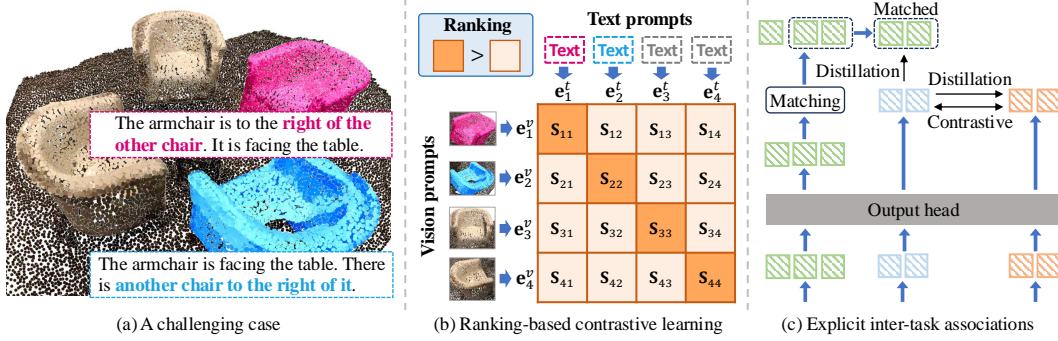 The armchair is to the right of the
other chair. It is facing the table.
The armchair is facing the table. There
is another chair to the right of it.
(a) A challenging case
Ranking
>
Text prompts
Text Text Text Text
e₁ᵗ e₂ᵗ e₃ᵗ e₄ᵗ
Vision prompts
e₁ᵛ S₁₁ S₁₂ S₁₃ S₁₄
e₂ᵛ S₂₁ S₂₂ S₂₃ S₂₄
e₃ᵛ S₃₁ S₃₂ S₃₃ S₃₄
e₄ᵛ S₄₁ S₄₂ S₄₃ S₄₄
(b) Ranking-based contrastive learning
Matched
Distillation
Distillation
Contrastive
Matching
Output head
(c) Explicit inter-task associations